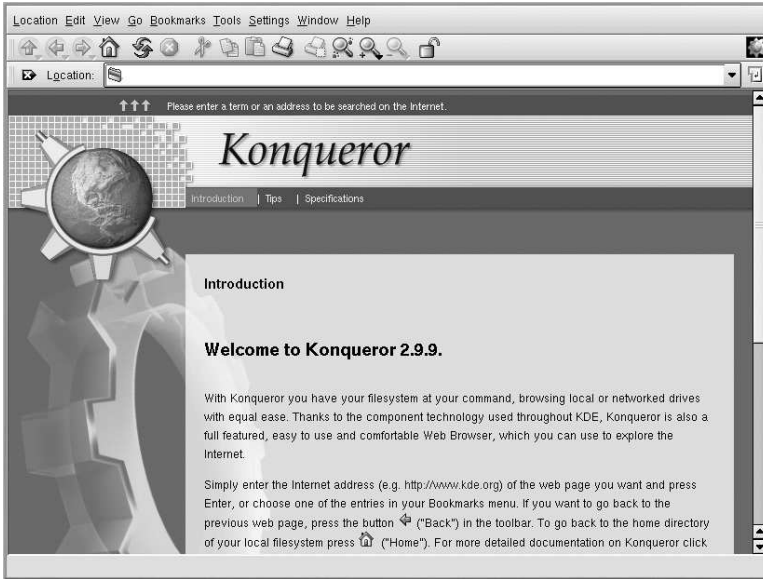 Location Edit View Go Bookmarks Tools Settings Window Help
Location:
Please enter a term or an address to be searched on the Internet.
Konqueror
Introduction | Tips | Specifications
Introduction
Welcome to Konqueror 2.9.9.
With Konqueror you have your filesystem at your command, browsing local or networked drives
with equal ease. Thanks to the component technology used throughout KDE, Konqueror is also a
full featured, easy to use and comfortable Web Browser, which you can use to explore the
Internet.
Simply enter the Internet address (e.g. http://www.kde.org) of the web page you want and press
Enter, or choose one of the entries in your Bookmarks menu. If you want to go back to the
previous web page, press the button ("Back") in the toolbar. To go back to the home directory
of your local filesystem press ("Home"). For more detailed documentation on Konqueror click